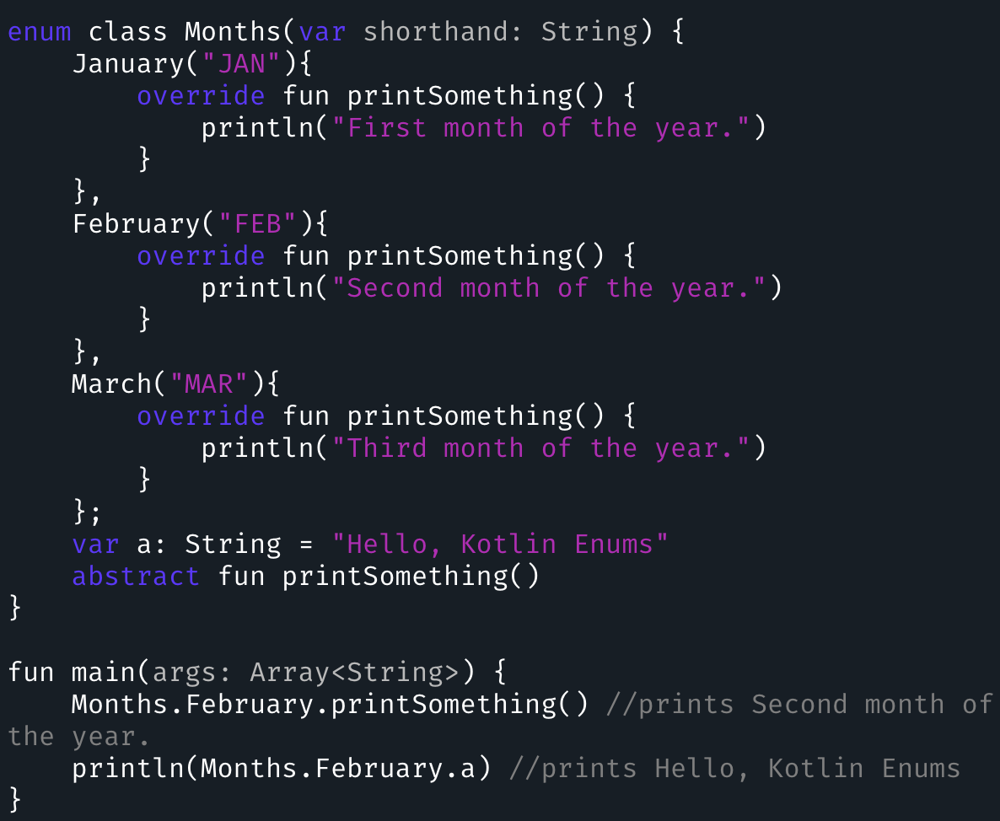 enum class Months(var shorthand: String) {
    January("JAN"){
        override fun printSomething() {
            println("First month of the year.")
        }
    },
    February("FEB"){
        override fun printSomething() {
            println("Second month of the year.")
        }
    },
    March("MAR"){
        override fun printSomething() {
            println("Third month of the year.")
        }
    };
    var a: String = "Hello, Kotlin Enums"
    abstract fun printSomething()
}

fun main(args: Array<String>) {
    Months.February.printSomething() //prints Second month of
the year.
    println(Months.February.a) //prints Hello, Kotlin Enums
}